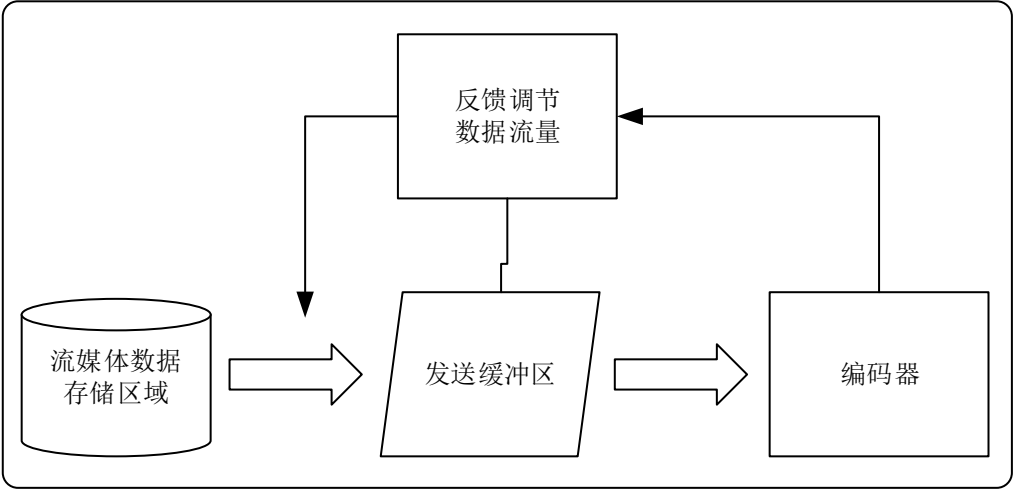 反馈调节
数据流量
流媒体数据
存储区域
发送缓冲区
编码器